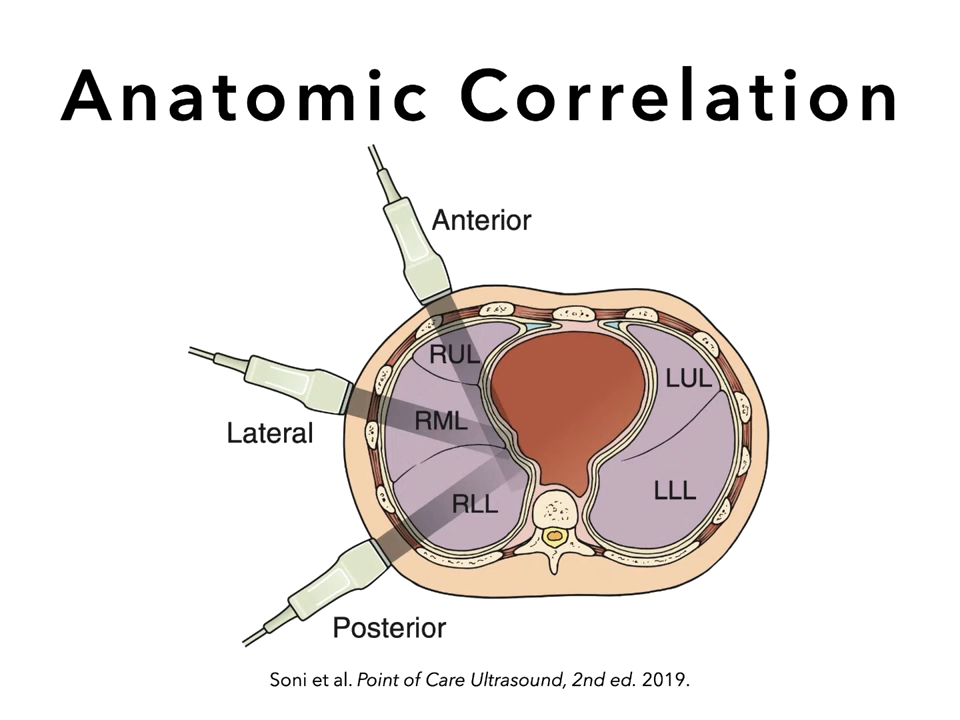 Anatomic Correlation
Anterior
RUL
LUL
RML
Lateral
LLL
RLL
Posterior
Soni et al. Point of Care Ultrasound, 2nd ed. 2019.